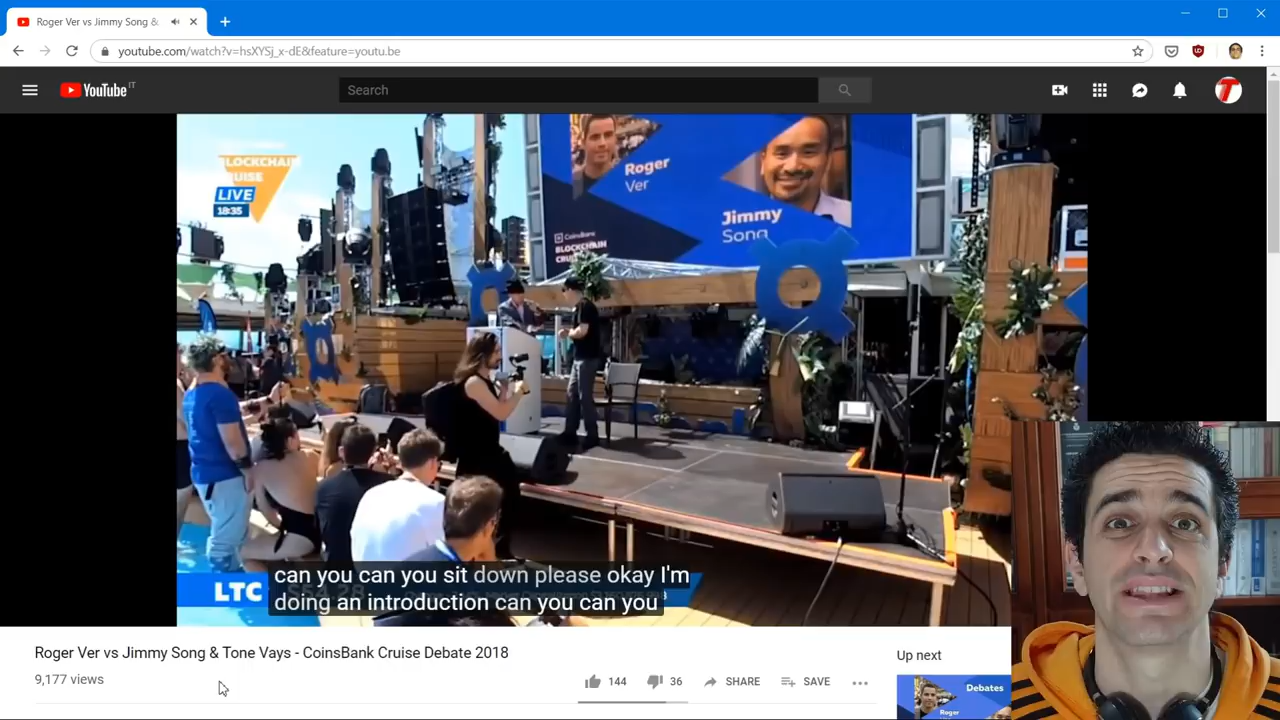 Roger Ver vs Jimmy Song &
youtube.com/watch?v=hsXYSj_x-dE&feature=youtu.be
YouTube IT
Search
BLOCKCHAIN
CRUISE
LIVE
18:35
Roger
Ver
Jimmy
Song
CoinsBank
BLOCKCHAIN
LTC
can you can you sit down please okay I'm
doing an introduction can you can you
Roger Ver vs Jimmy Song & Tone Vays - CoinsBank Cruise Debate 2018
9,177 views
144
36
SHARE
SAVE
Up next
Debates
Roger